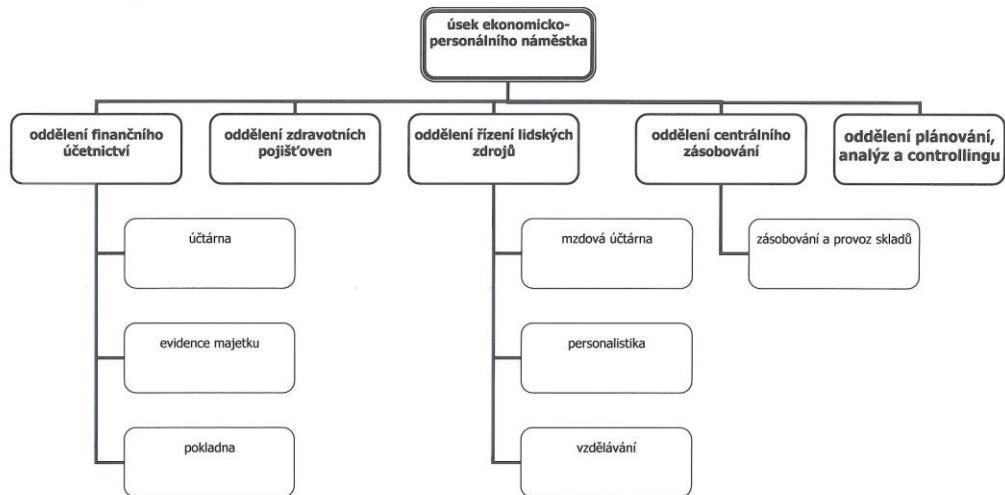 úsek ekonomicko-
personálního náměstka
oddělení finančního
účetnictví
oddělení zdravotních
pojišťoven
oddělení řízení lidských
zdrojů
oddělení centrálního
zásobování
oddělení plánování,
analýz a controllingu
účtárna
mzdová účtárna
zásobování a provoz skladů
evidence majetku
personalistika
pokladna
vzdělávání